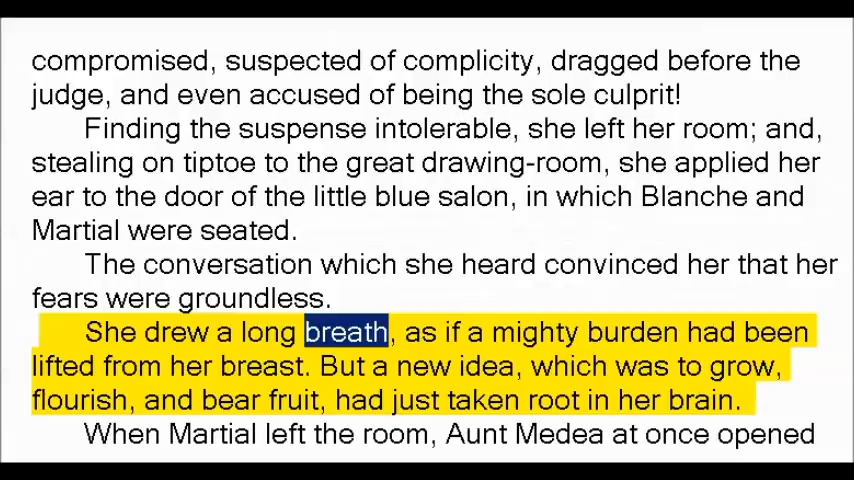 compromised, suspected of complicity, dragged before the
judge, and even accused of being the sole culprit!
Finding the suspense intolerable, she left her room; and,
stealing on tiptoe to the great drawing-room, she applied her
ear to the door of the little blue salon, in which Blanche and
Martial were seated.
The conversation which she heard convinced her that her
fears were groundless.
She drew a long breath, as if a mighty burden had been
lifted from her breast. But a new idea, which was to grow,
flourish, and bear fruit, had just taken root in her brain.
When Martial left the room, Aunt Medea at once opened